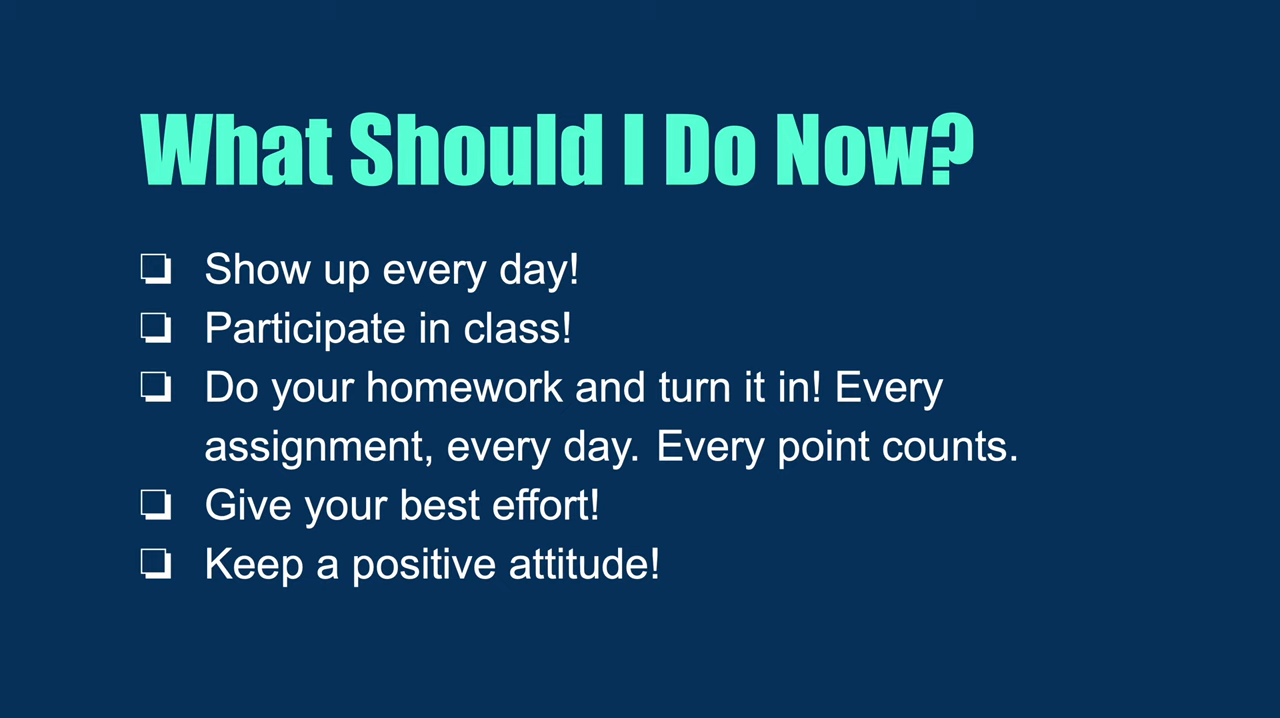 What Should I Do Now?
❏ Show up every day!
❏ Participate in class!
❏ Do your homework and turn it in! Every
assignment, every day. Every point counts.
❏ Give your best effort!
❏ Keep a positive attitude!